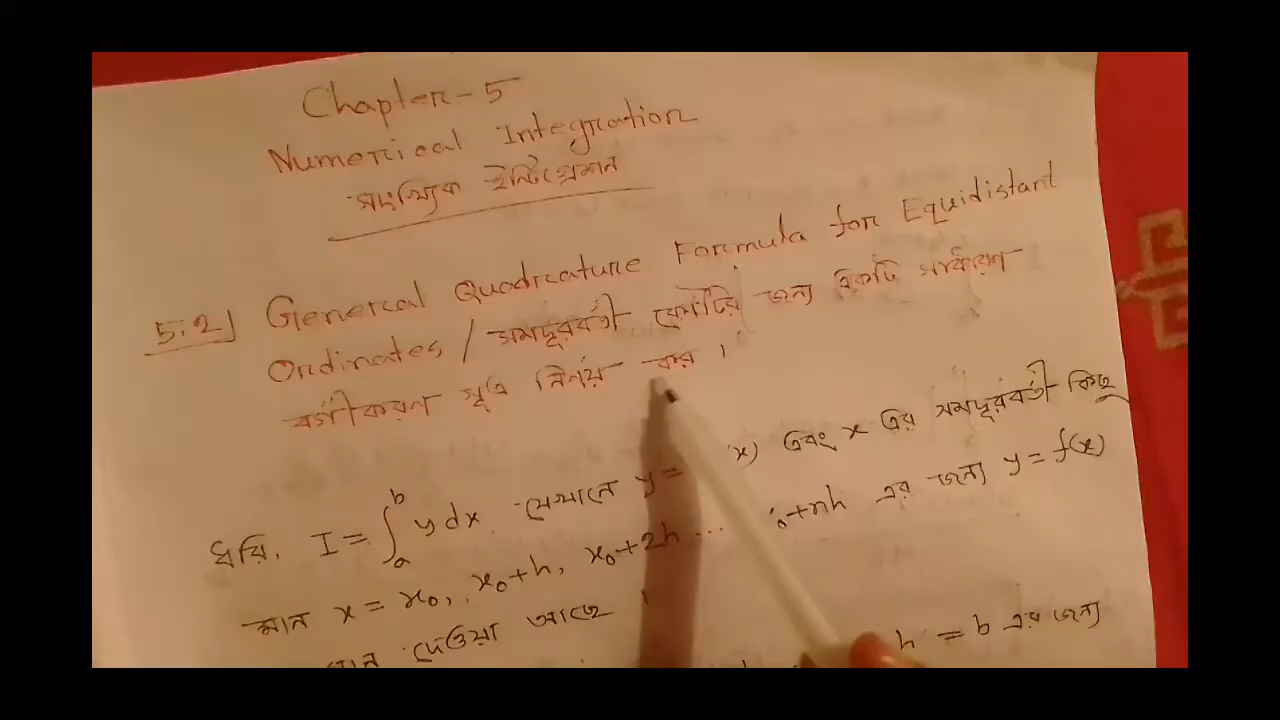 Chapter-5
Numerical Integration
সংখ্যিক ইন্টিগ্রেশন
5.2] General Quadrature Formula for Equidistant
Ordinates / সমদূরবর্তী কোটির জন্য একটি সাধারণ
বর্গীকরণ সূত্র নির্ণয় কর ।
ধরি, I = ∫_a^b y dx যেখানে y = x) এবং x এর সমদূরবর্তী কিছু
মান x = x₀, x₀+h, x₀+2h ... +nh এর জন্য y = f(x)
দেওয়া আছে ।
h = b এর জন্য